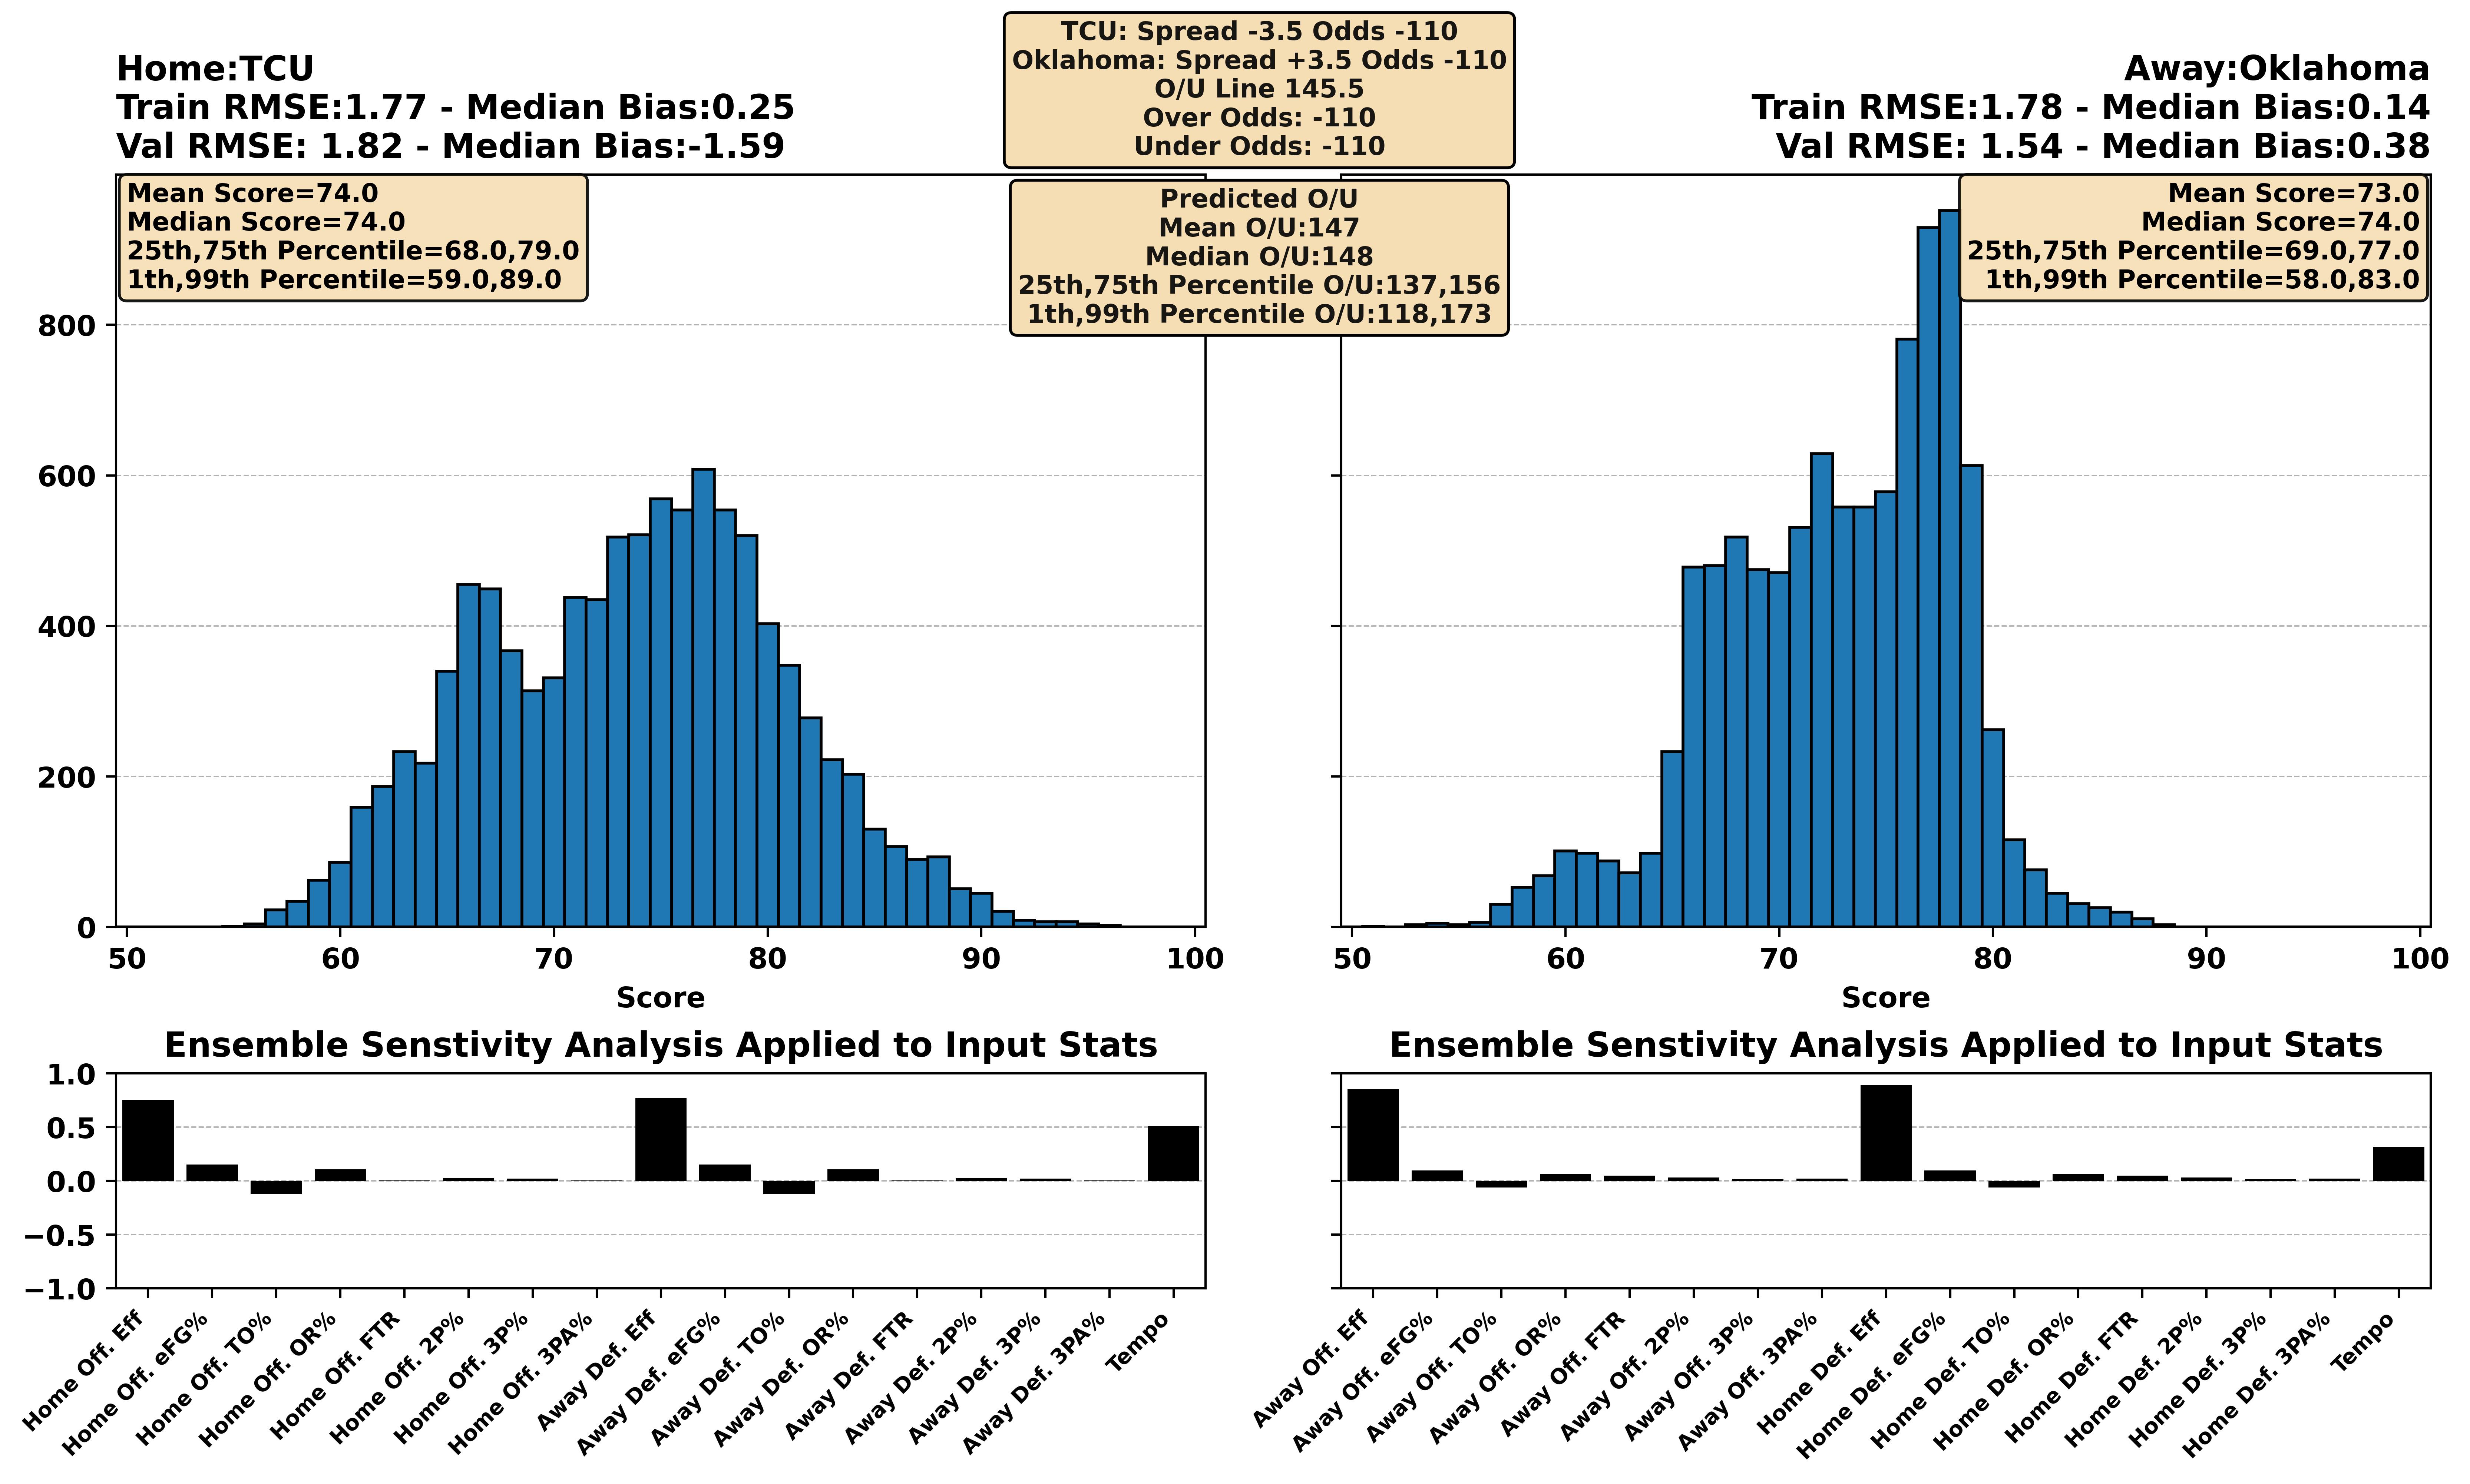 TCU: Spread -3.5 Odds -110
Oklahoma: Spread +3.5 Odds -110
O/U Line 145.5
Over Odds: -110
Under Odds: -110
Home:TCU
Train RMSE:1.77 - Median Bias:0.25
Val RMSE: 1.82 - Median Bias:-1.59
Away:Oklahoma
Train RMSE:1.78 - Median Bias:0.14
Val RMSE: 1.54 - Median Bias:0.38
Mean Score=74.0
Median Score=74.0
25th,75th Percentile=68.0,79.0
1th,99th Percentile=59.0,89.0
Predicted O/U
Mean O/U:147
Median O/U:148
25th,75th Percentile O/U:137,156
1th,99th Percentile O/U:118,173
Mean Score=73.0
Median Score=74.0
25th,75th Percentile=69.0,77.0
1th,99th Percentile=58.0,83.0
800
600
400
200
0
50 60 70 80 90 100
Score
50 60 70 80 90 100
Score
Ensemble Senstivity Analysis Applied to Input Stats
1.0
0.5
0.0
−0.5
−1.0
Home Off. Eff
Home Off. eFG%
Home Off. TO%
Home Off. OR%
Home Off. FTR
Home Off. 2P%
Home Off. 3P%
Home Off. 3PA%
Away Def. Eff
Away Def. eFG%
Away Def. TO%
Away Def. OR%
Away Def. FTR
Away Def. 2P%
Away Def. 3P%
Away Def. 3PA%
Tempo
Ensemble Senstivity Analysis Applied to Input Stats
Away Off. Eff
Away Off. eFG%
Away Off. TO%
Away Off. OR%
Away Off. FTR
Away Off. 2P%
Away Off. 3P%
Away Off. 3PA%
Home Def. Eff
Home Def. eFG%
Home Def. TO%
Home Def. OR%
Home Def. FTR
Home Def. 2P%
Home Def. 3P%
Home Def. 3PA%
Tempo